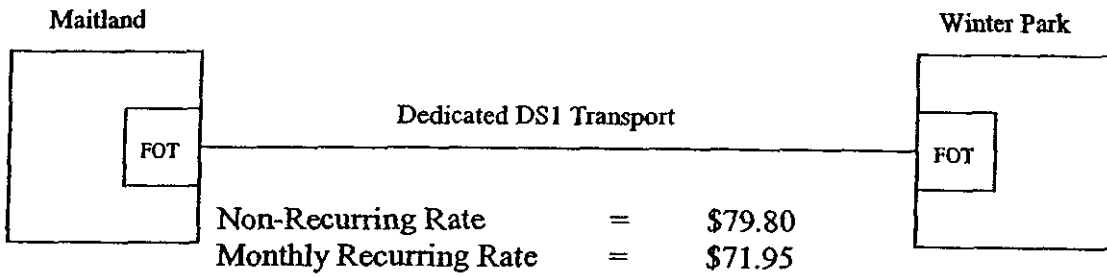 Maitland
Winter Park
Dedicated DS1 Transport
FOT
FOT
Non-Recurring Rate = $79.80
Monthly Recurring Rate = $71.95